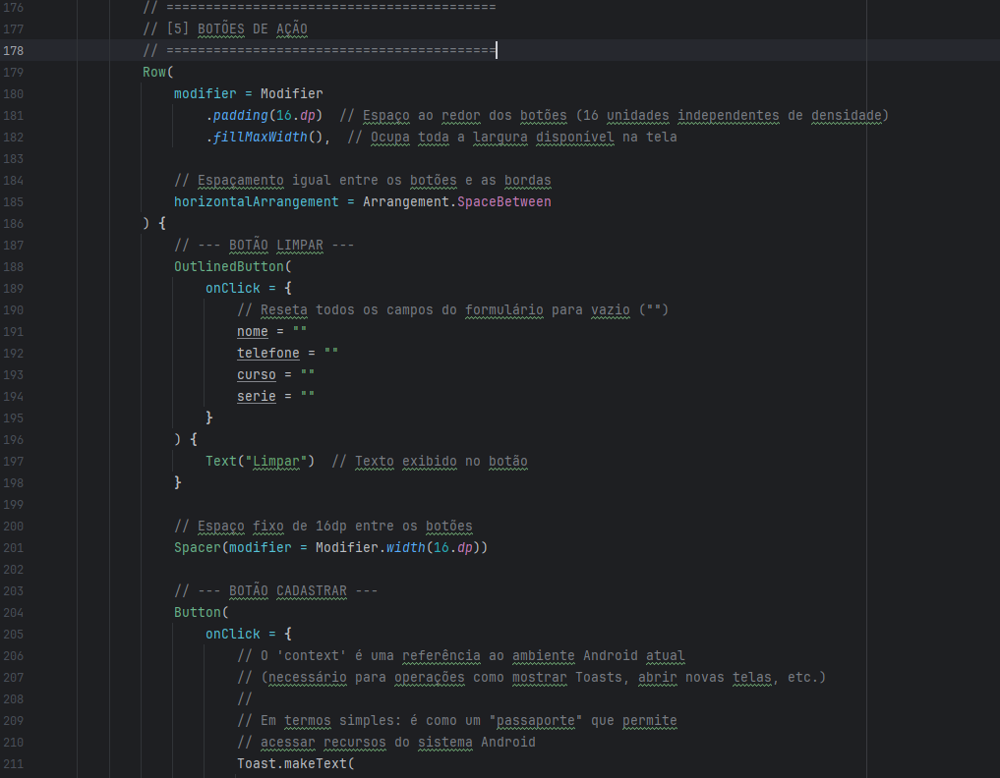 176 // ==========================================
177 // [5] BOTÕES DE AÇÃO
178 // ==========================================
179 Row(
180 modifier = Modifier
181 .padding(16.dp)  // Espaço ao redor dos botões (16 unidades independentes de densidade)
182 .fillMaxWidth(),  // Ocupa toda a largura disponível na tela
183
184 // Espaçamento igual entre os botões e as bordas
185 horizontalArrangement = Arrangement.SpaceBetween
186 ) {
187 // --- BOTÃO LIMPAR ---
188 OutlinedButton(
189 onClick = {
190 // Reseta todos os campos do formulário para vazio ("")
191 nome = ""
192 telefone = ""
193 curso = ""
194 serie = ""
195 }
196 ) {
197 Text("Limpar")  // Texto exibido no botão
198 }
199
200 // Espaço fixo de 16dp entre os botões
201 Spacer(modifier = Modifier.width(16.dp))
202
203 // --- BOTÃO CADASTRAR ---
204 Button(
205 onClick = {
206 // O 'context' é uma referência ao ambiente Android atual
207 // (necessário para operações como mostrar Toasts, abrir novas telas, etc.)
208 //
209 // Em termos simples: é como um "passaporte" que permite
210 // acessar recursos do sistema Android
211 Toast.makeText(